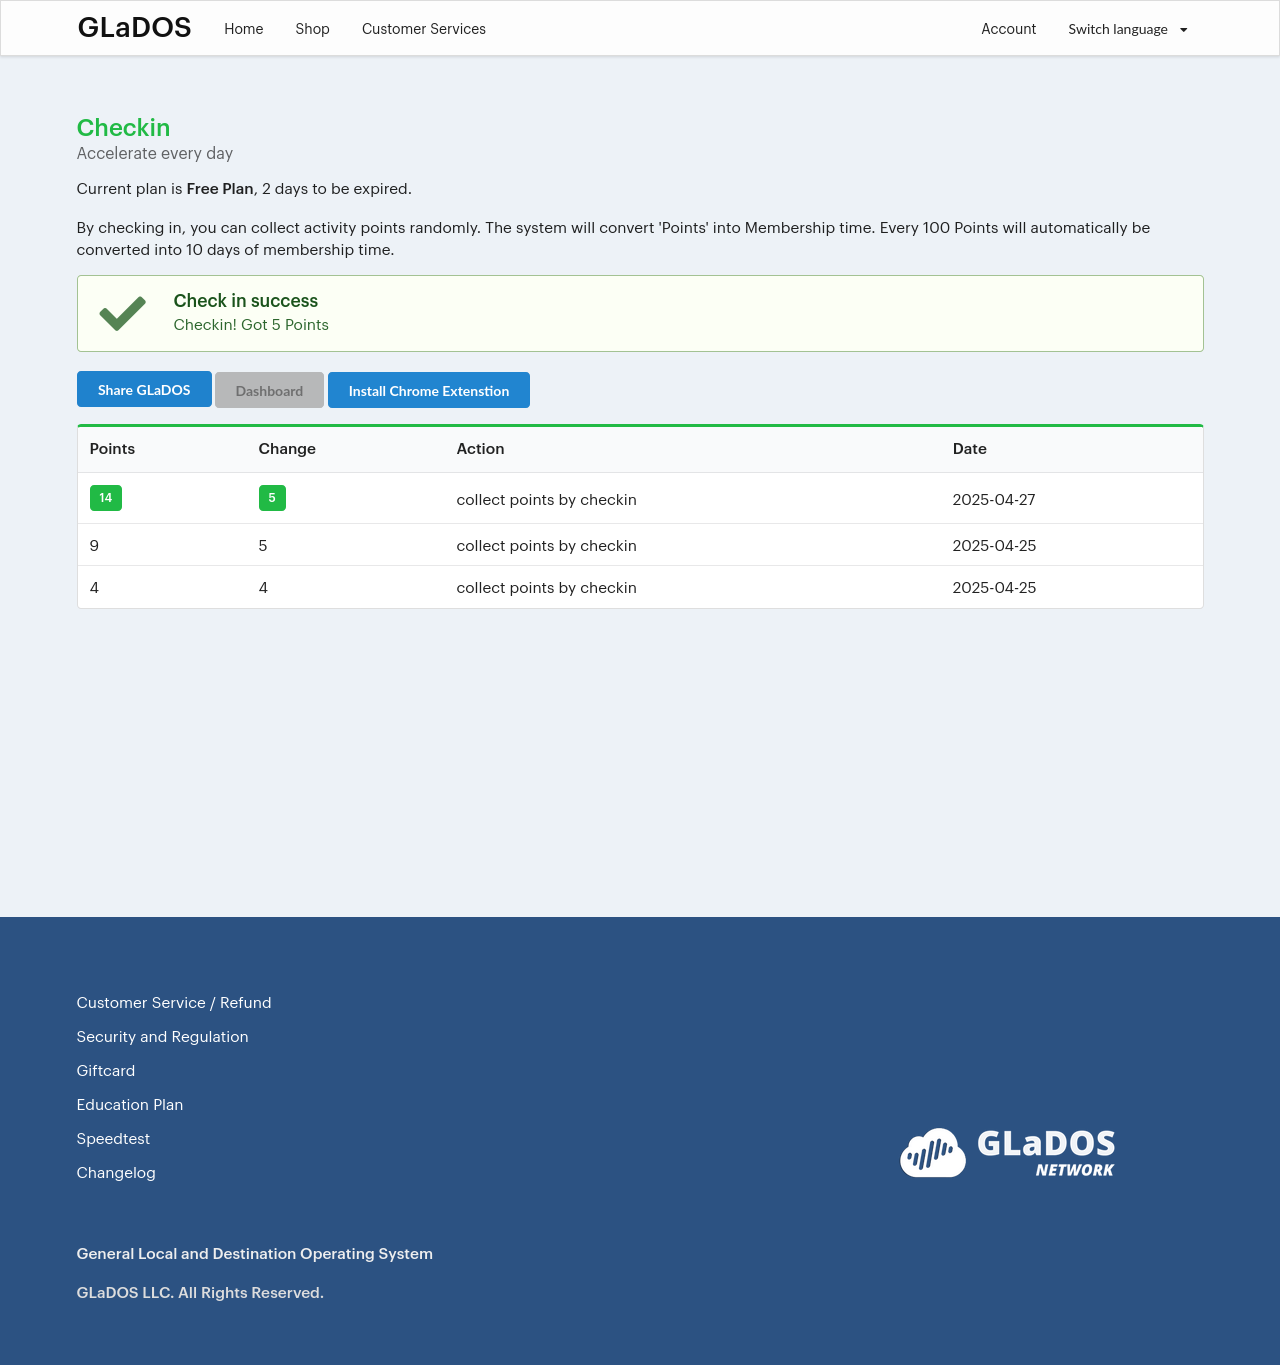 GLaDOS Home Shop Customer Services Account Switch language
Checkin
Accelerate every day
Current plan is Free Plan, 2 days to be expired.
By checking in, you can collect activity points randomly. The system will convert 'Points' into Membership time. Every 100 Points will automatically be
converted into 10 days of membership time.
Check in success
Checkin! Got 5 Points
Share GLaDOS Dashboard Install Chrome Extenstion
Points Change Action Date
14 5 collect points by checkin 2025-04-27
9 5 collect points by checkin 2025-04-25
4 4 collect points by checkin 2025-04-25
Customer Service / Refund
Security and Regulation
Giftcard
Education Plan
Speedtest
Changelog
GLaDOS
NETWORK
General Local and Destination Operating System
GLaDOS LLC. All Rights Reserved.